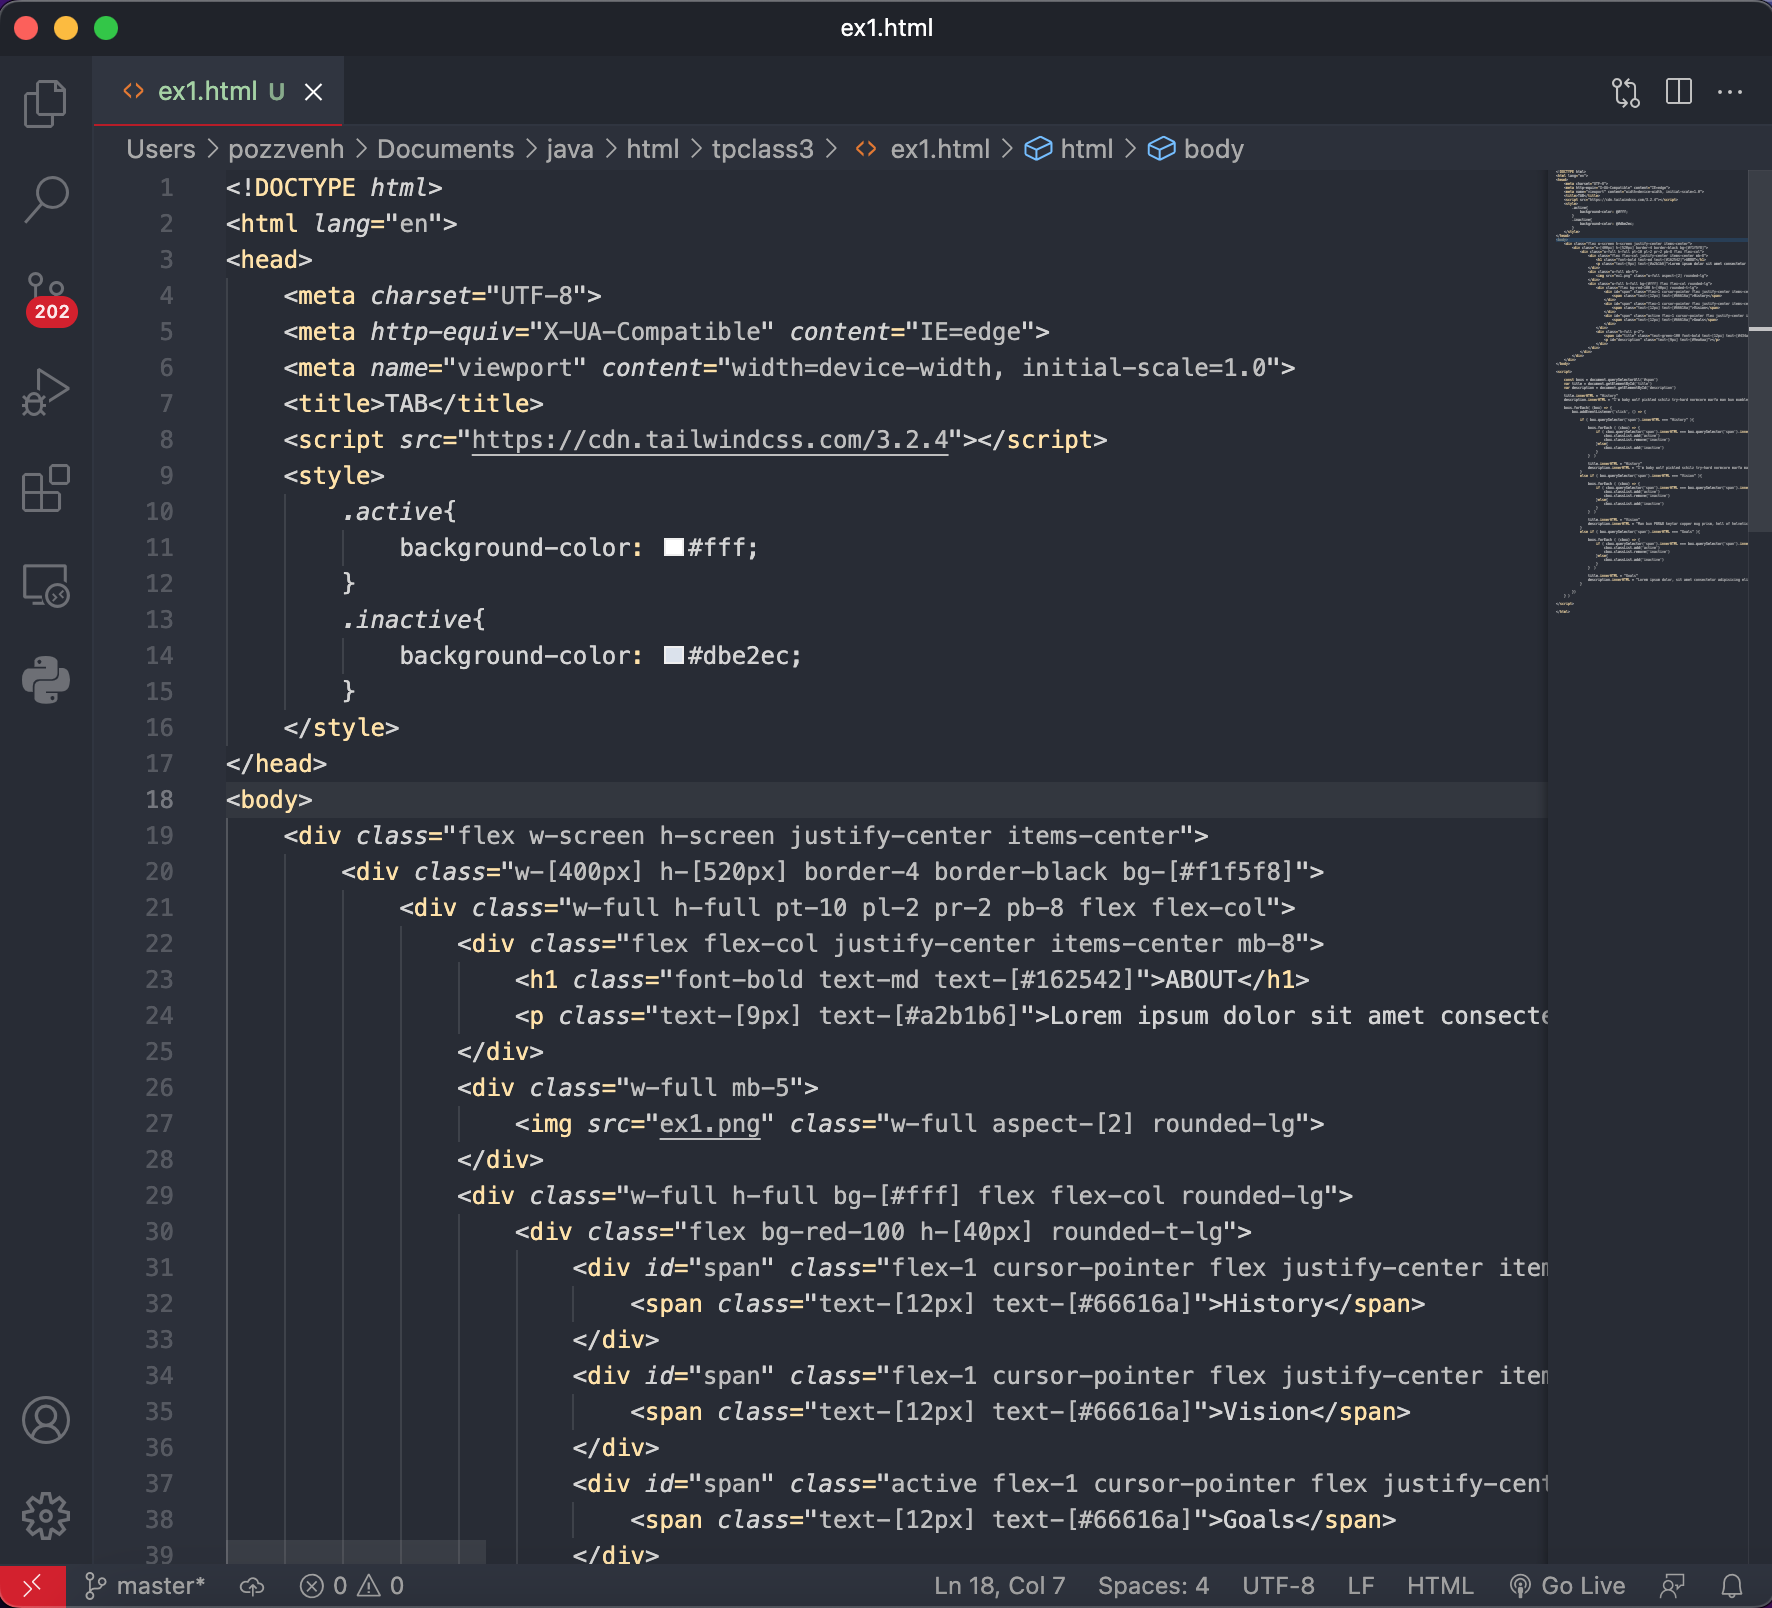 ex1.html
ex1.html U
Users > pozzvenh > Documents > java > html > tpclass3 > ex1.html > html > body
202
1 <!DOCTYPE html>
2 <html lang="en">
3 <head>
4 <meta charset="UTF-8">
5 <meta http-equiv="X-UA-Compatible" content="IE=edge">
6 <meta name="viewport" content="width=device-width, initial-scale=1.0">
7 <title>TAB</title>
8 <script src="https://cdn.tailwindcss.com/3.2.4"></script>
9 <style>
10 .active{
11 background-color: #fff;
12 }
13 .inactive{
14 background-color: #dbe2ec;
15 }
16 </style>
17 </head>
18 <body>
19 <div class="flex w-screen h-screen justify-center items-center">
20 <div class="w-[400px] h-[520px] border-4 border-black bg-[#f1f5f8]">
21 <div class="w-full h-full pt-10 pl-2 pr-2 pb-8 flex flex-col">
22 <div class="flex flex-col justify-center items-center mb-8">
23 <h1 class="font-bold text-md text-[#162542]">ABOUT</h1>
24 <p class="text-[9px] text-[#a2b1b6]">Lorem ipsum dolor sit amet consecte
25 </div>
26 <div class="w-full mb-5">
27 <img src="ex1.png" class="w-full aspect-[2] rounded-lg">
28 </div>
29 <div class="w-full h-full bg-[#fff] flex flex-col rounded-lg">
30 <div class="flex bg-red-100 h-[40px] rounded-t-lg">
31 <div id="span" class="flex-1 cursor-pointer flex justify-center item
32 <span class="text-[12px] text-[#66616a]">History</span>
33 </div>
34 <div id="span" class="flex-1 cursor-pointer flex justify-center item
35 <span class="text-[12px] text-[#66616a]">Vision</span>
36 </div>
37 <div id="span" class="active flex-1 cursor-pointer flex justify-cent
38 <span class="text-[12px] text-[#66616a]">Goals</span>
39 </div>
master* 0 0 Ln 18, Col 7 Spaces: 4 UTF-8 LF HTML Go Live